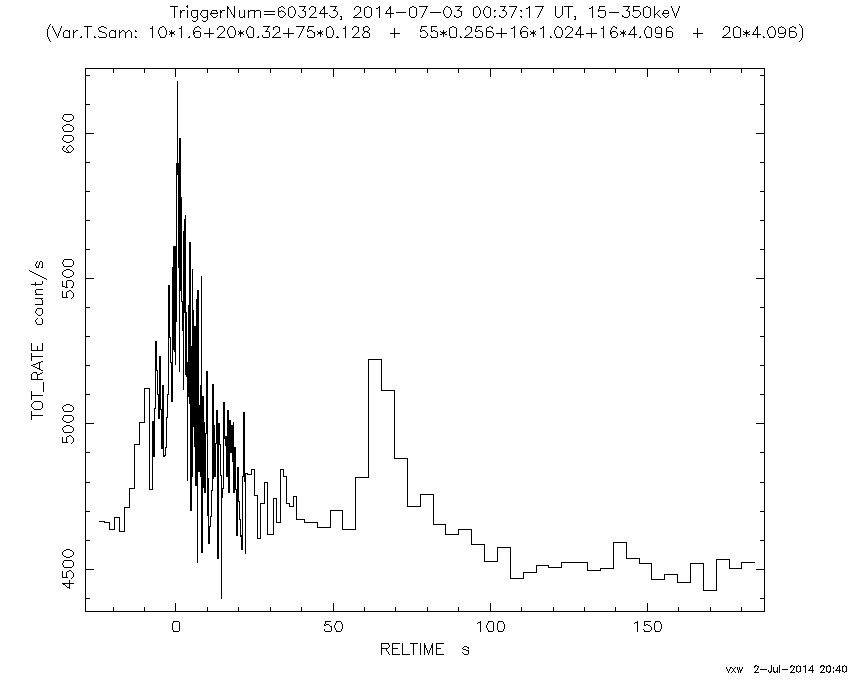 TriggerNum=603243, 2014-07-03 00:37:17 UT, 15-350keV
(Var.T.Sam: 10*1.6+20*0.32+75*0.128 + 55*0.256+16*1.024+16*4.096 + 20*4.096)
6000
5500
5000
4500
TOT_RATE count/s
0 50 100 150
RELTIME s
vxw 2-Jul-2014 20:40